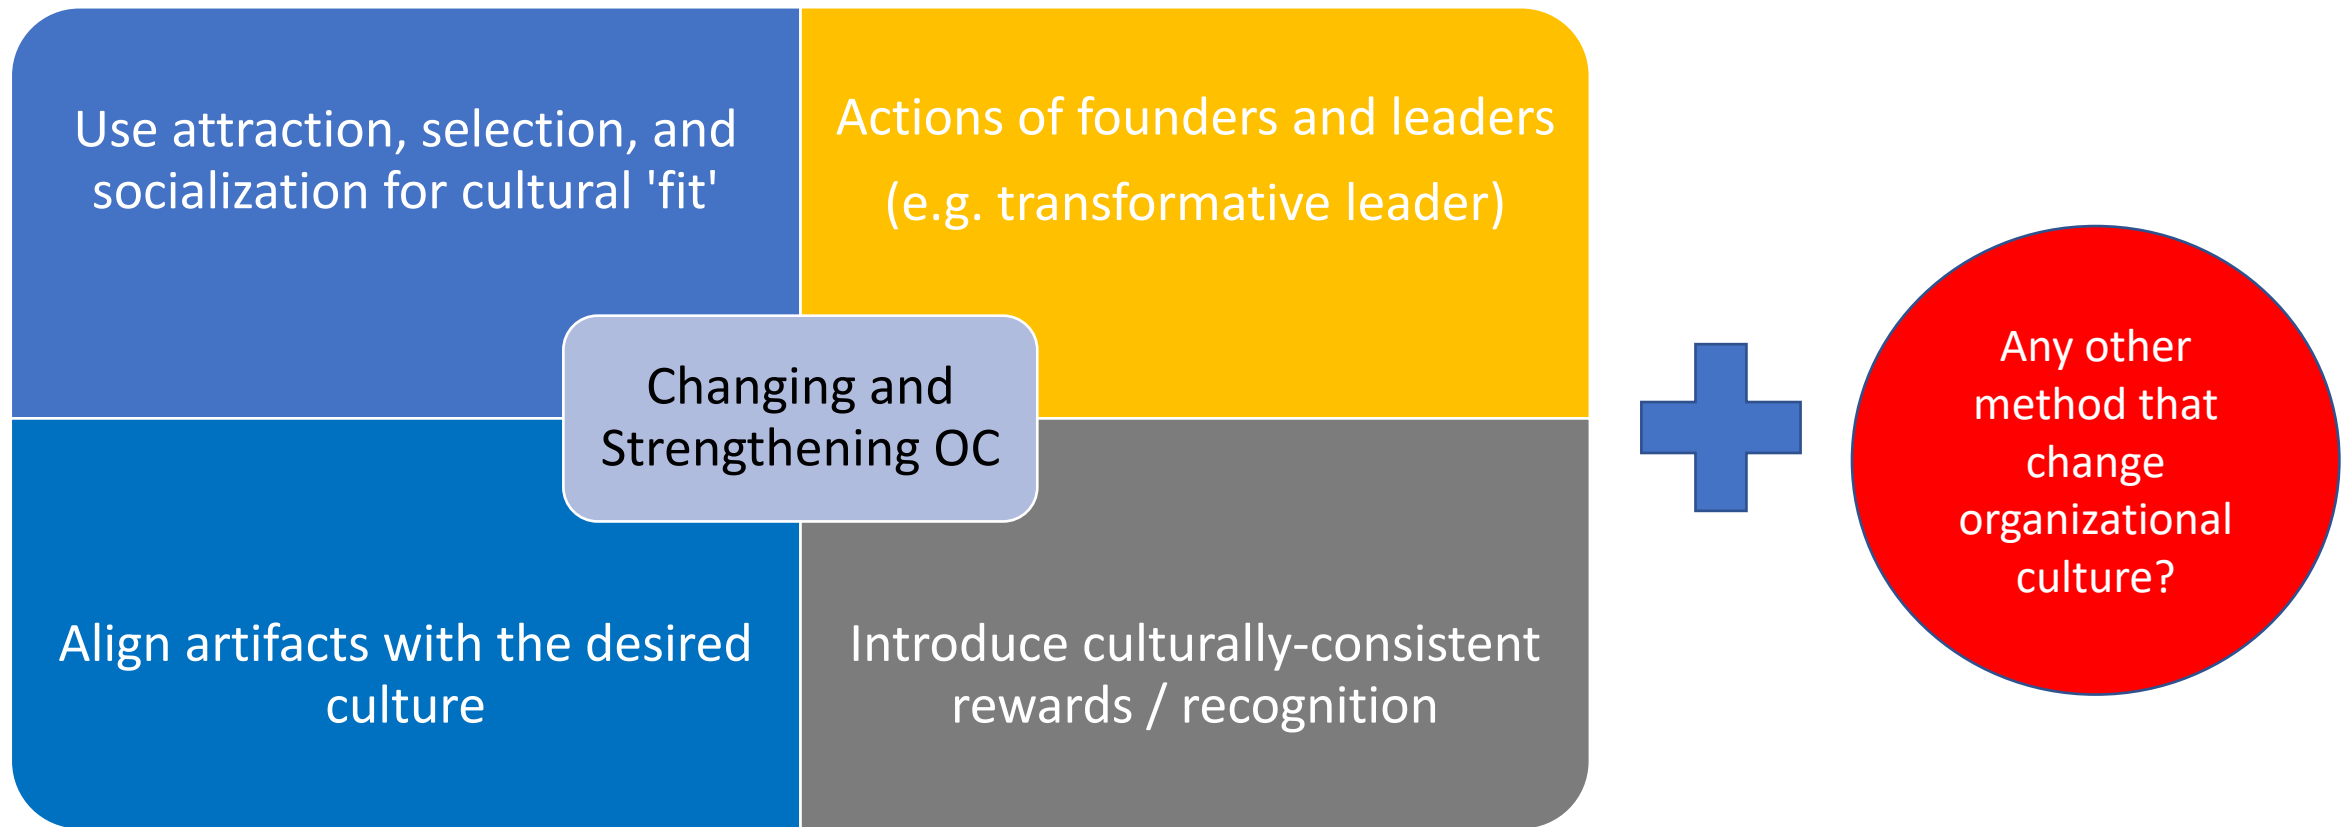 Use attraction, selection, and
socialization for cultural 'fit'
Actions of founders and leaders
(e.g. transformative leader)
Changing and
Strengthening OC
Align artifacts with the desired
culture
Introduce culturally-consistent
rewards / recognition
Any other
method that
change
organizational
culture?